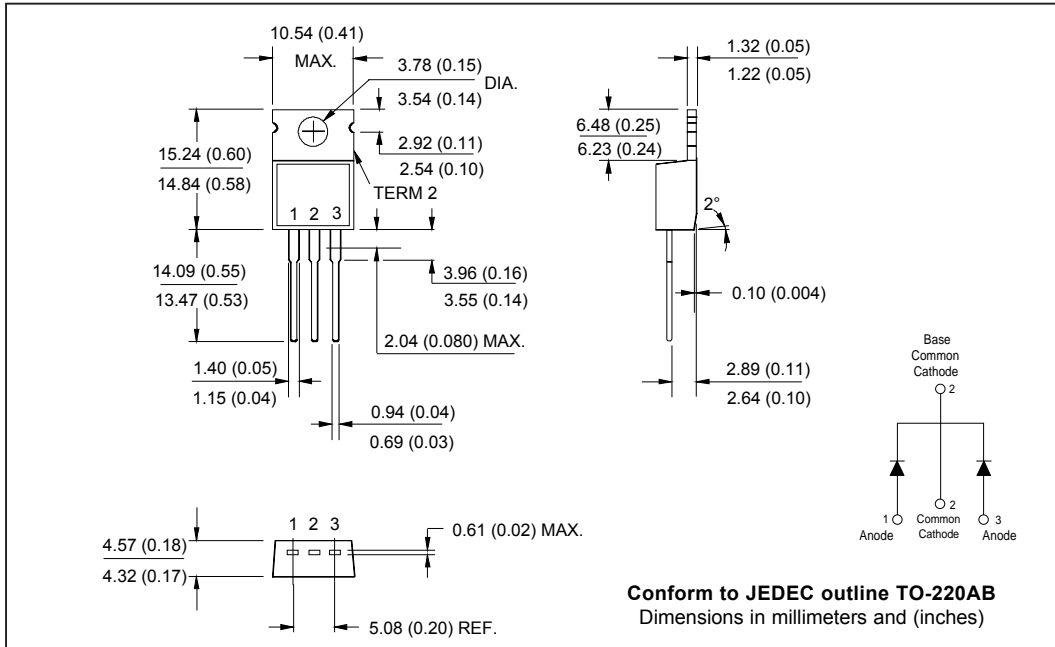 10.54 (0.41)
MAX.
3.78 (0.15)
3.54 (0.14)
DIA.
15.24 (0.60)
14.84 (0.58)
2.92 (0.11)
2.54 (0.10)
TERM 2
1 2 3
14.09 (0.55)
13.47 (0.53)
3.96 (0.16)
3.55 (0.14)
2.04 (0.080) MAX.
1.40 (0.05)
1.15 (0.04)
0.94 (0.04)
0.69 (0.03)
1.32 (0.05)
1.22 (0.05)
6.48 (0.25)
6.23 (0.24)
2°
0.10 (0.004)
2.89 (0.11)
2.64 (0.10)
Base
Common
Cathode
2
1
Anode
2
Common
Cathode
3
Anode
1 2 3
4.57 (0.18)
4.32 (0.17)
0.61 (0.02) MAX.
5.08 (0.20) REF.
Conform to JEDEC outline TO-220AB
Dimensions in millimeters and (inches)